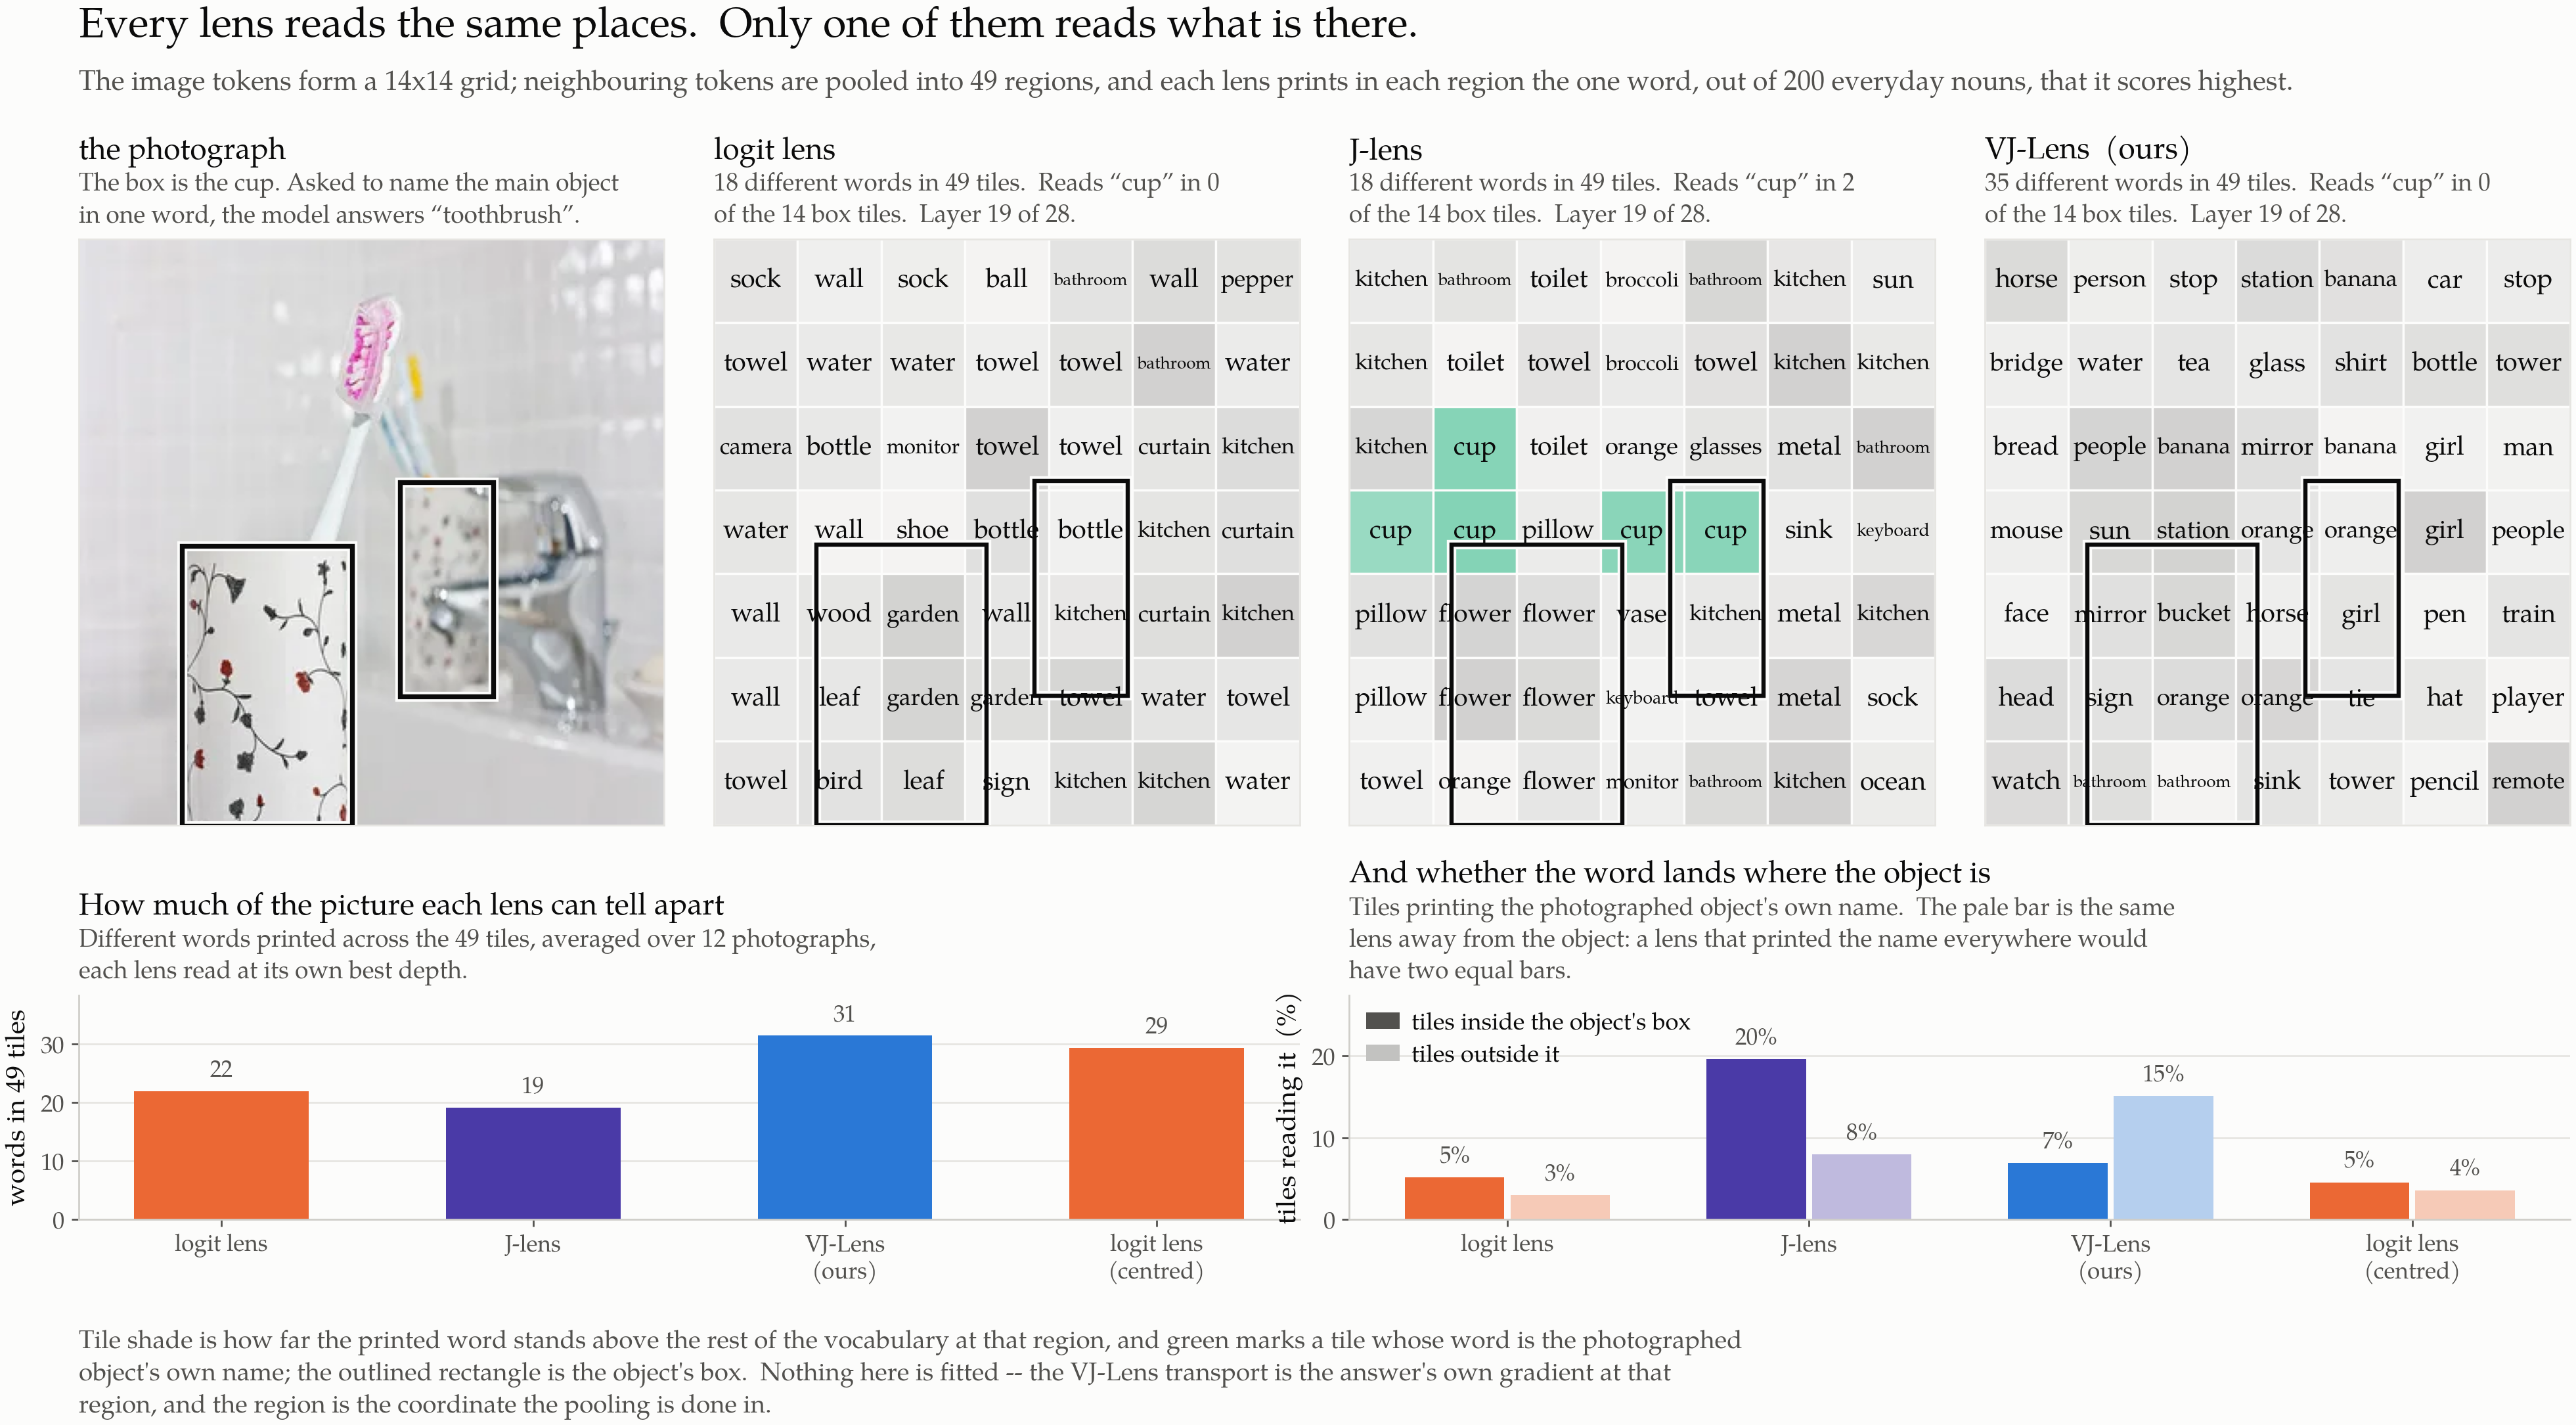 Every lens reads the same places.  Only one of them reads what is there.
The image tokens form a 14x14 grid; neighbouring tokens are pooled into 49 regions, and each lens prints in each region the one word, out of 200 everyday nouns, that it scores highest.
the photograph
The box is the cup. Asked to name the main object
in one word, the model answers “toothbrush”.
logit lens
18 different words in 49 tiles.  Reads “cup” in 0
of the 14 box tiles.  Layer 19 of 28.
sock wall sock ball bathroom wall pepper
towel water water towel towel bathroom water
camera bottle monitor towel towel curtain kitchen
water wall shoe bottle bottle kitchen curtain
wall wood garden wall kitchen curtain kitchen
wall leaf garden garden towel water towel
towel bird leaf sign kitchen kitchen water
J-lens
18 different words in 49 tiles.  Reads “cup” in 2
of the 14 box tiles.  Layer 19 of 28.
kitchen bathroom toilet broccoli bathroom kitchen sun
kitchen toilet towel broccoli towel kitchen kitchen
kitchen cup toilet orange glasses metal bathroom
cup cup pillow cup cup sink keyboard
pillow flower flower vase kitchen metal kitchen
pillow flower flower keyboard towel metal sock
towel orange flower monitor bathroom kitchen ocean
VJ-Lens  (ours)
35 different words in 49 tiles.  Reads “cup” in 0
of the 14 box tiles.  Layer 19 of 28.
horse person stop station banana car stop
bridge water tea glass shirt bottle tower
bread people banana mirror banana girl man
mouse sun station orange orange girl people
face mirror bucket horse girl pen train
head sign orange orange tie hat player
watch bathroom bathroom sink tower pencil remote
How much of the picture each lens can tell apart
Different words printed across the 49 tiles, averaged over 12 photographs,
each lens read at its own best depth.
words in 49 tiles
30
20
10
0
22
19
31
29
logit lens
J-lens
VJ-Lens
(ours)
logit lens
(centred)
And whether the word lands where the object is
Tiles printing the photographed object's own name.  The pale bar is the same
lens away from the object: a lens that printed the name everywhere would
have two equal bars.
tiles reading it  (%)
20
10
0
tiles inside the object's box
tiles outside it
5%
3%
20%
8%
7%
15%
5%
4%
logit lens
J-lens
VJ-Lens
(ours)
logit lens
(centred)
Tile shade is how far the printed word stands above the rest of the vocabulary at that region, and green marks a tile whose word is the photographed
object's own name; the outlined rectangle is the object's box.  Nothing here is fitted -- the VJ-Lens transport is the answer's own gradient at that
region, and the region is the coordinate the pooling is done in.